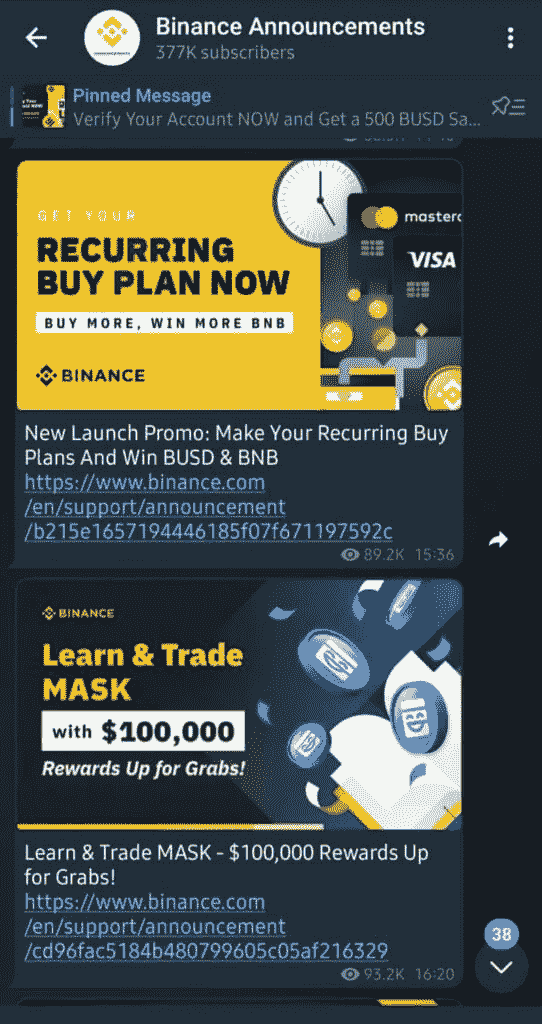 Binance Announcements
377K subscribers
Pinned Message
Verify Your Account NOW and Get a 500 BUSD Sa...
GET YOUR
RECURRING
BUY PLAN NOW
BUY MORE, WIN MORE BNB
BINANCE
masterc
VISA
New Launch Promo: Make Your Recurring Buy
Plans And Win BUSD & BNB
https://www.binance.com
/en/support/announcement
/b215e1657194446185f07f671197592c
89.2K 15:36
BINANCE
Learn & Trade
MASK
with $100,000
Rewards Up for Grabs!
Learn & Trade MASK - $100,000 Rewards Up
for Grabs!
https://www.binance.com
/en/support/announcement
/cd96fac5184b480799605c05af216329
93.2K 16:20
38